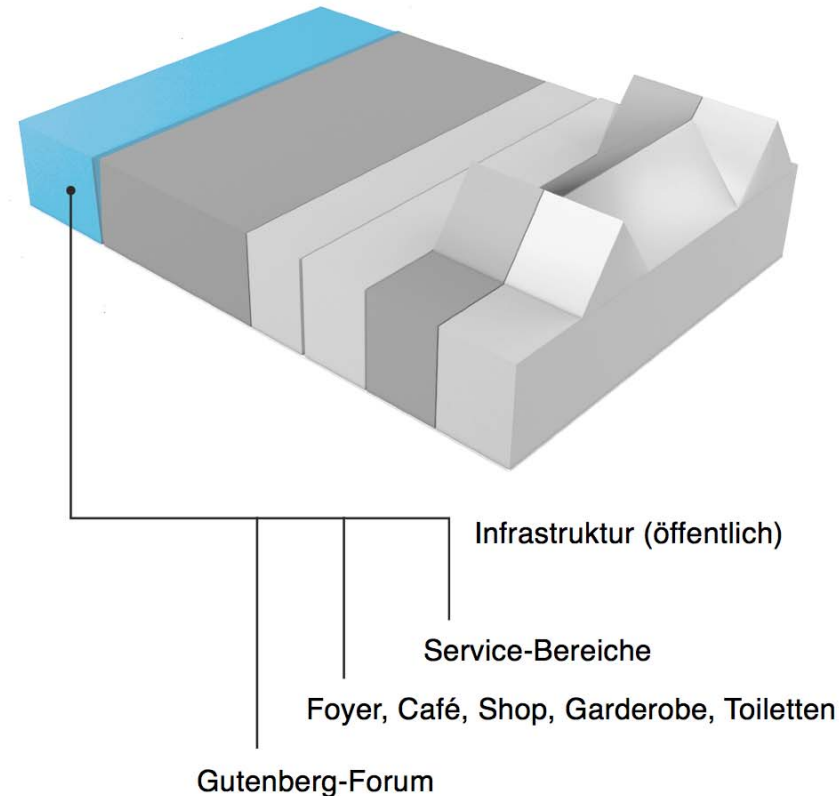 Infrastruktur (öffentlich)
Service-Bereiche
Foyer, Café, Shop, Garderobe, Toiletten
Gutenberg-Forum